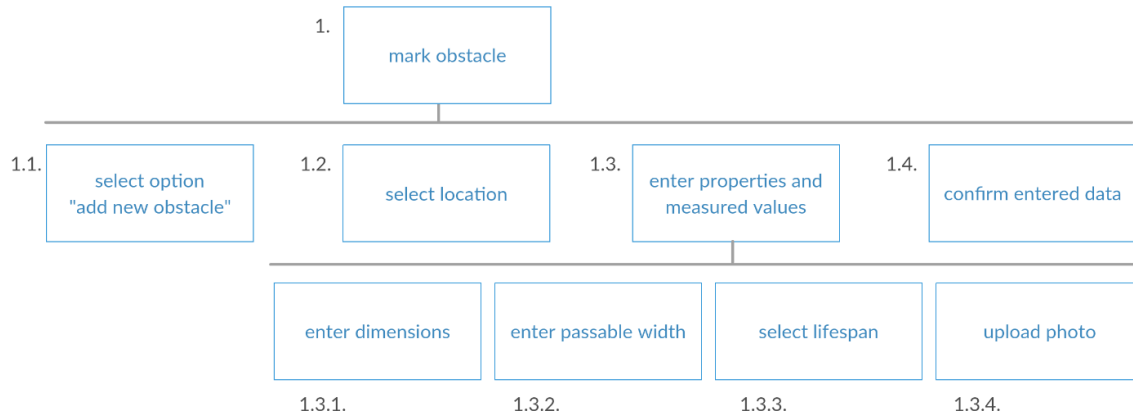 1.
mark obstacle
1.1.
select option
"add new obstacle"
1.2.
select location
1.3.
enter properties and
measured values
1.4.
confirm entered data
enter dimensions
enter passable width
select lifespan
upload photo
1.3.1.
1.3.2.
1.3.3.
1.3.4.